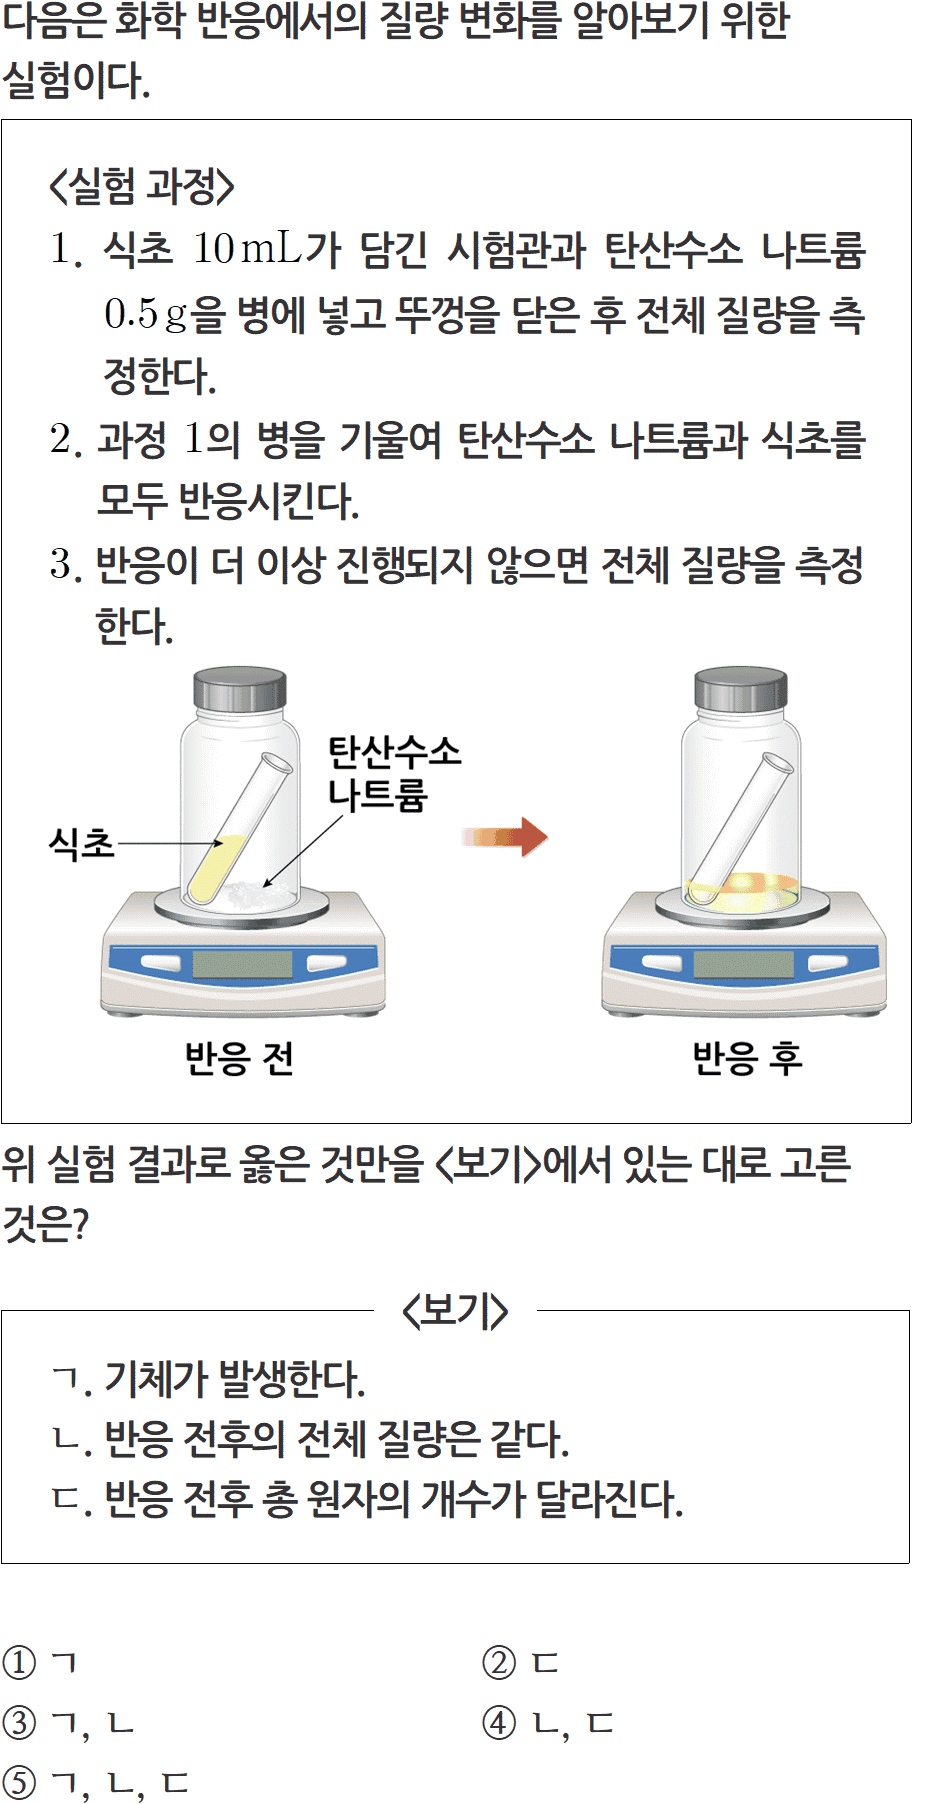 다음은 화학 반응에서의 질량 변화를 알아보기 위한
실험이다.
<실험 과정>
1. 식초 10 mL가 담긴 시험관과 탄산수소 나트륨
0.5 g을 병에 넣고 뚜껑을 닫은 후 전체 질량을 측
정한다.
2. 과정 1의 병을 기울여 탄산수소 나트륨과 식초를
모두 반응시킨다.
3. 반응이 더 이상 진행되지 않으면 전체 질량을 측정
한다.
탄산수소
나트륨
식초
반응 전
반응 후
위 실험 결과로 옳은 것만을 <보기>에서 있는 대로 고른
것은?
<보기>
ㄱ. 기체가 발생한다.
ㄴ. 반응 전후의 전체 질량은 같다.
ㄷ. 반응 전후 총 원자의 개수가 달라진다.
① ㄱ
② ㄷ
③ ㄱ, ㄴ
④ ㄴ, ㄷ
⑤ ㄱ, ㄴ, ㄷ